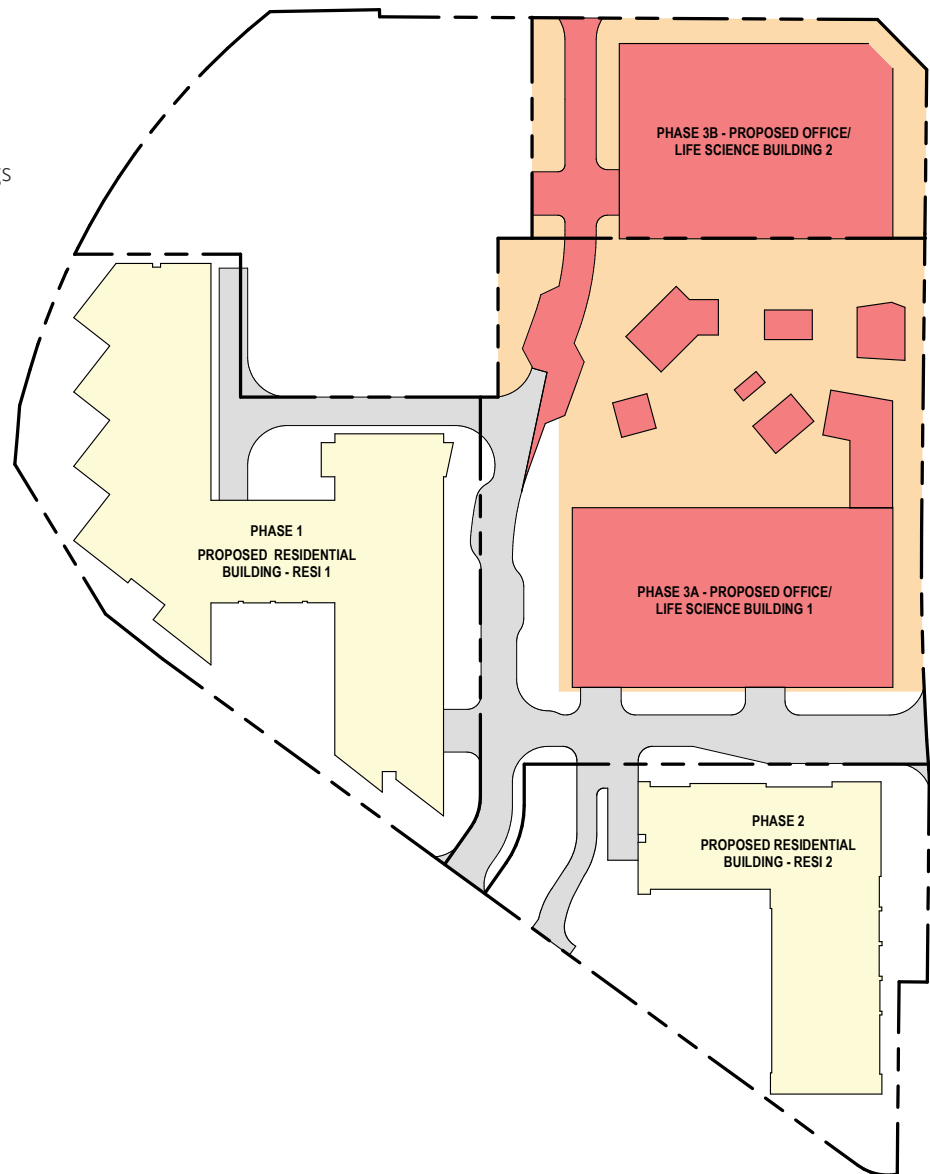 PHASE 3B - PROPOSED OFFICE/
LIFE SCIENCE BUILDING 2
PHASE 1
PROPOSED RESIDENTIAL
BUILDING - RESI 1
PHASE 3A - PROPOSED OFFICE/
LIFE SCIENCE BUILDING 1
PHASE 2
PROPOSED RESIDENTIAL
BUILDING - RESI 2